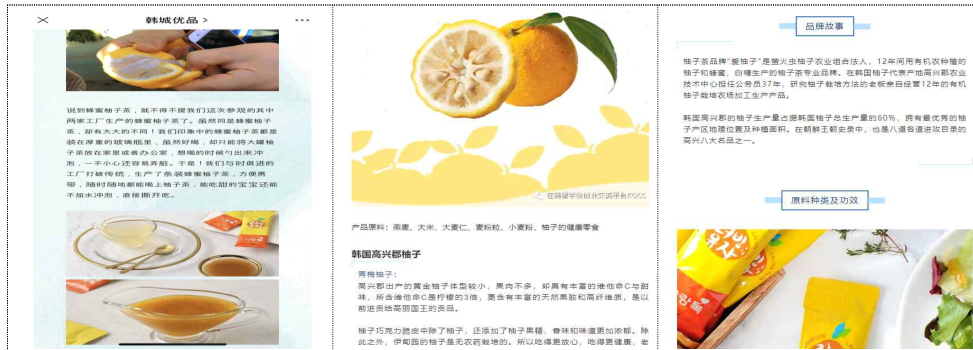 韩城优品 >
说到蜂蜜柚子茶，就不得不提我们这次参观的其中
两家工厂生产的蜂蜜柚子茶了。虽然同是蜂蜜柚子
茶，却有大大的不同！我们印象中的蜂蜜柚子茶都是
装在厚重的玻璃瓶里，虽然好喝，却只能将大罐柚
子茶放在家里或者办公室，想喝的时候勺出来冲
泡，一不小心还容易弄脏。于是！我们与时俱进的
工厂打破传统，生产了条装蜂蜜柚子茶，方便携
带，随时随地都能喝上柚子茶，能吃甜的宝宝还能
不加水冲泡，直接撕开吃。
在韩留学生创业交流平台KOCC
产品原料：燕麦、大米、大麦仁、麦粉粒、小麦粉、柚子的健康零食
韩国高兴郡柚子
青梅柚子：
高兴郡出产的黄金柚子体型较小，果肉不多，却具有丰富的维他命C与甜
味，所含维他命C是柠檬的3倍，更含有丰富的天然果胶和高纤维质，是以
前进贡给高丽国王的贡品。
柚子巧克力脆皮中除了柚子，还添加了柚子果精，香味和味道更加浓郁。除
此之外，伊甸园的柚子是无农药栽培的。所以吃得更放心，吃得更健康，老
品牌故事
柚子茶品牌“爱柚子”是萤火虫柚子农业组合法人，12年间用有机农种植的
柚子和蜂蜜、白糖生产的柚子茶专业品牌。在韩国柚子代表产地高兴郡农业
技术中心担任公务员37年，研究柚子栽培方法的老板亲自经营12年的有机
柚子栽培农场加工生产产品。
韩国高兴郡的柚子生产量占据韩国柚子总生产量的60%，拥有最优秀的柚
子产区地理位置及种植面积。在朝鲜王朝史录中，也是八道各道进攻目录的
高兴八大名品之一。
原料种类及功效